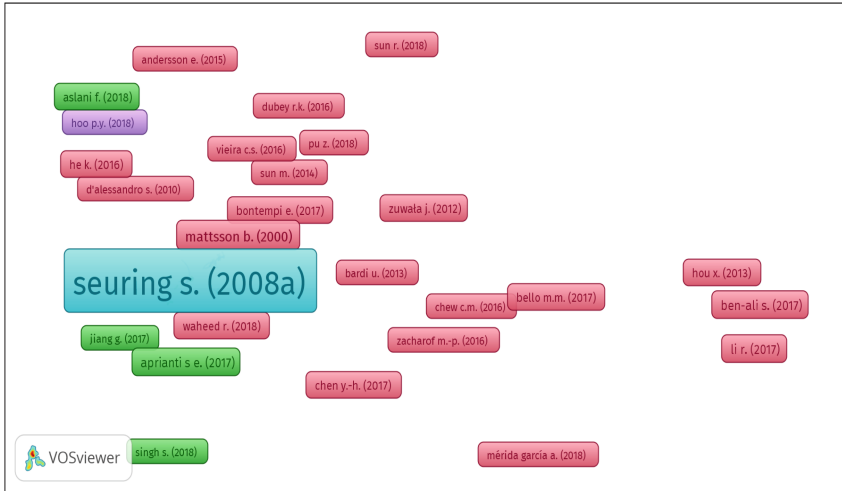 sun r. (2018)
andersson e. (2015)
aslani f. (2018)
dubey r.k. (2016)
hoo p.y. (2018)
pu z. (2018)
vieira c.s. (2016)
he k. (2016)
sun m. (2014)
d'alessandro s. (2010)
bontempi e. (2017)
zuwała j. (2012)
mattsson b. (2000)
bardi u. (2013)
hou x. (2013)
seuring s. (2008a)
bello m.m. (2017)
chew c.m. (2016)
ben-ali s. (2017)
waheed r. (2018)
jiang g. (2017)
zacharof m.-p. (2016)
li r. (2017)
aprianti s e. (2017)
chen y.-h. (2017)
singh s. (2018)
mérida garcía a. (2018)
VOSviewer